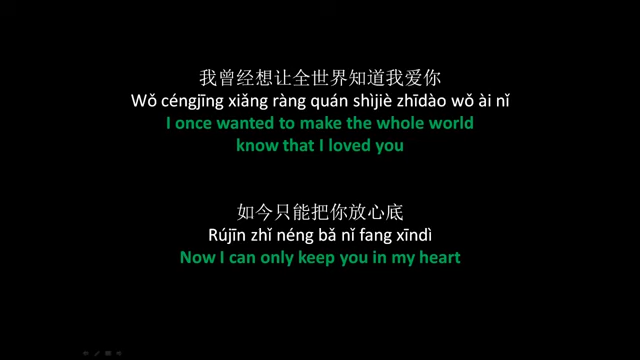 我曾经想让全世界知道我爱你
Wǒ céngjīng xiǎng ràng quán shìjiè zhīdào wǒ ài nǐ
I once wanted to make the whole world
know that I loved you
如今只能把你放心底
Rújīn zhǐ néng bǎ nǐ fang xīndì
Now I can only keep you in my heart